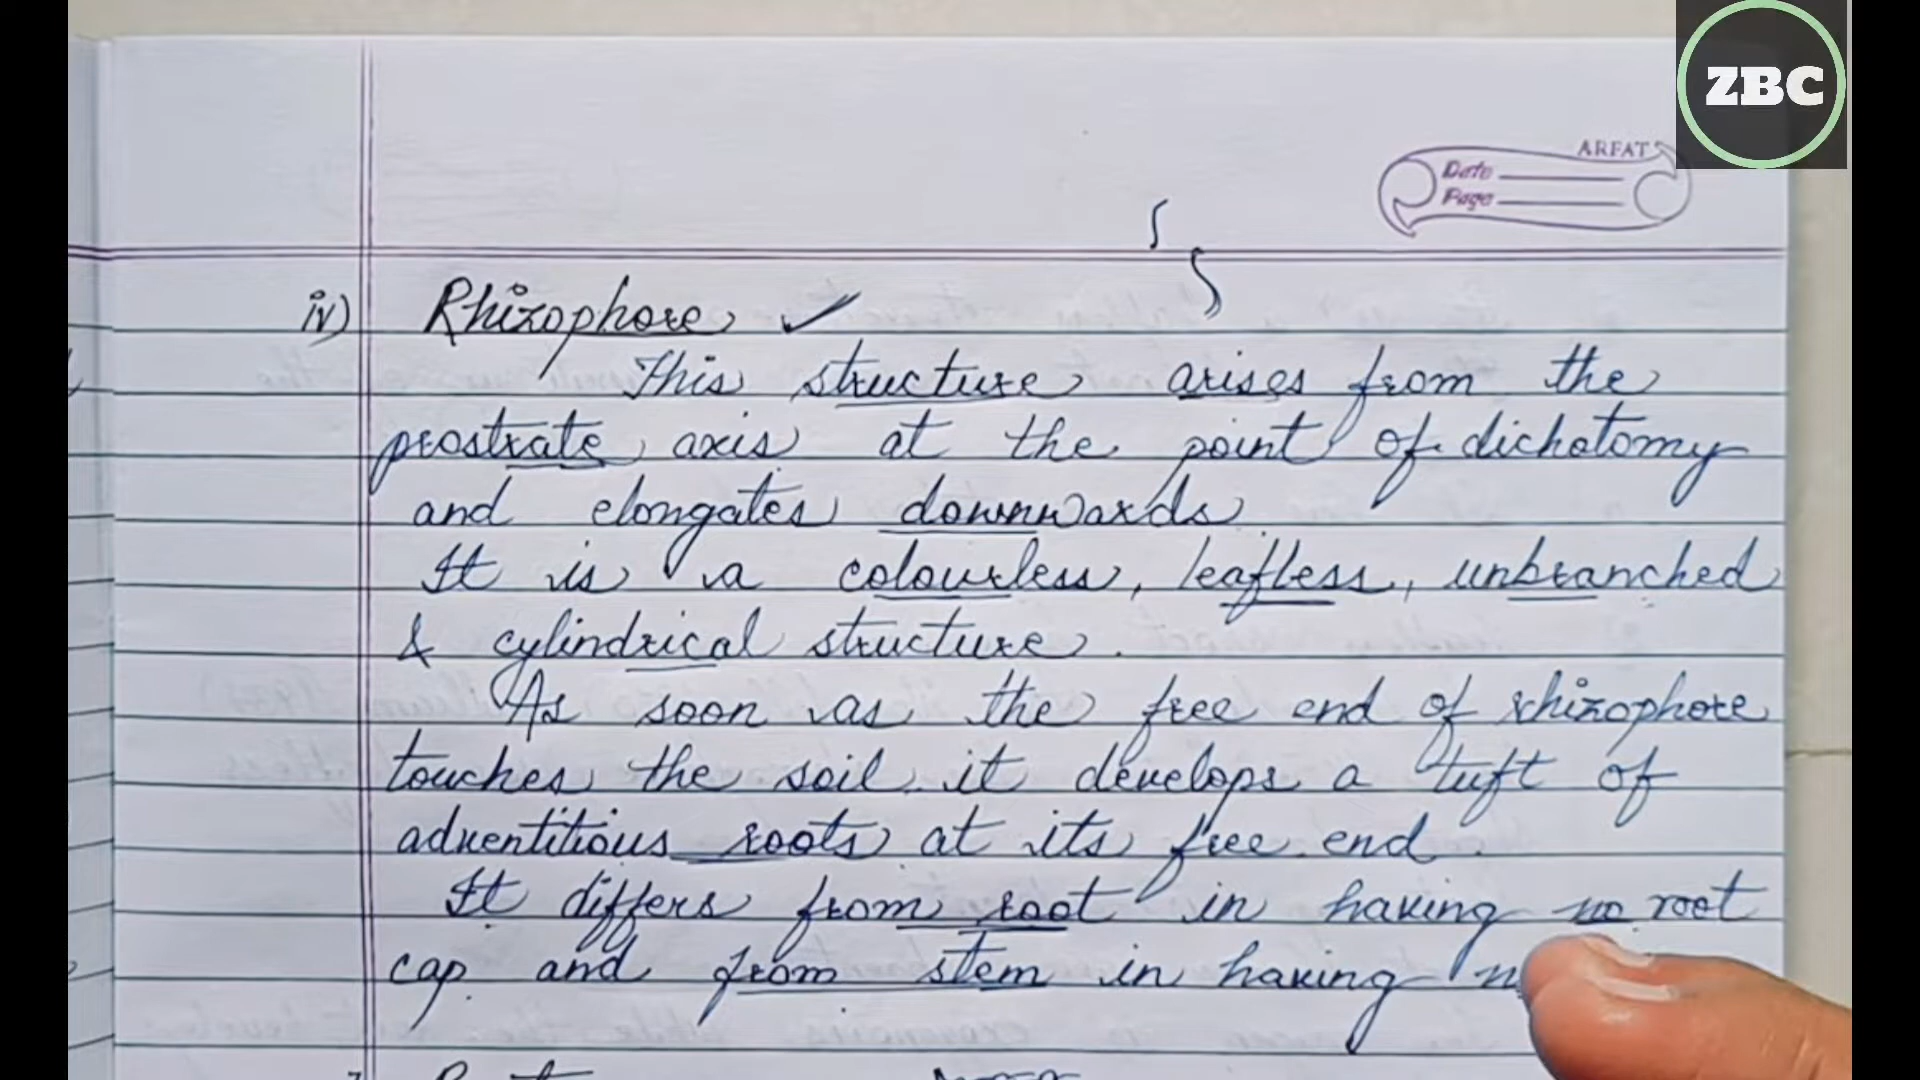 ZBC
ARFAT
Date
Page
iv) Rhizophore ✓
This structure arises from the
prostrate axis at the point of dichotomy
and elongates downwards
It is a colourless, leafless, unbranched
& cylindrical structure.
As soon as the free end of rhizophore
touches the soil it develops a tuft of
adventitious roots at its free end.
It differs from root in having no root
cap and from stem in having